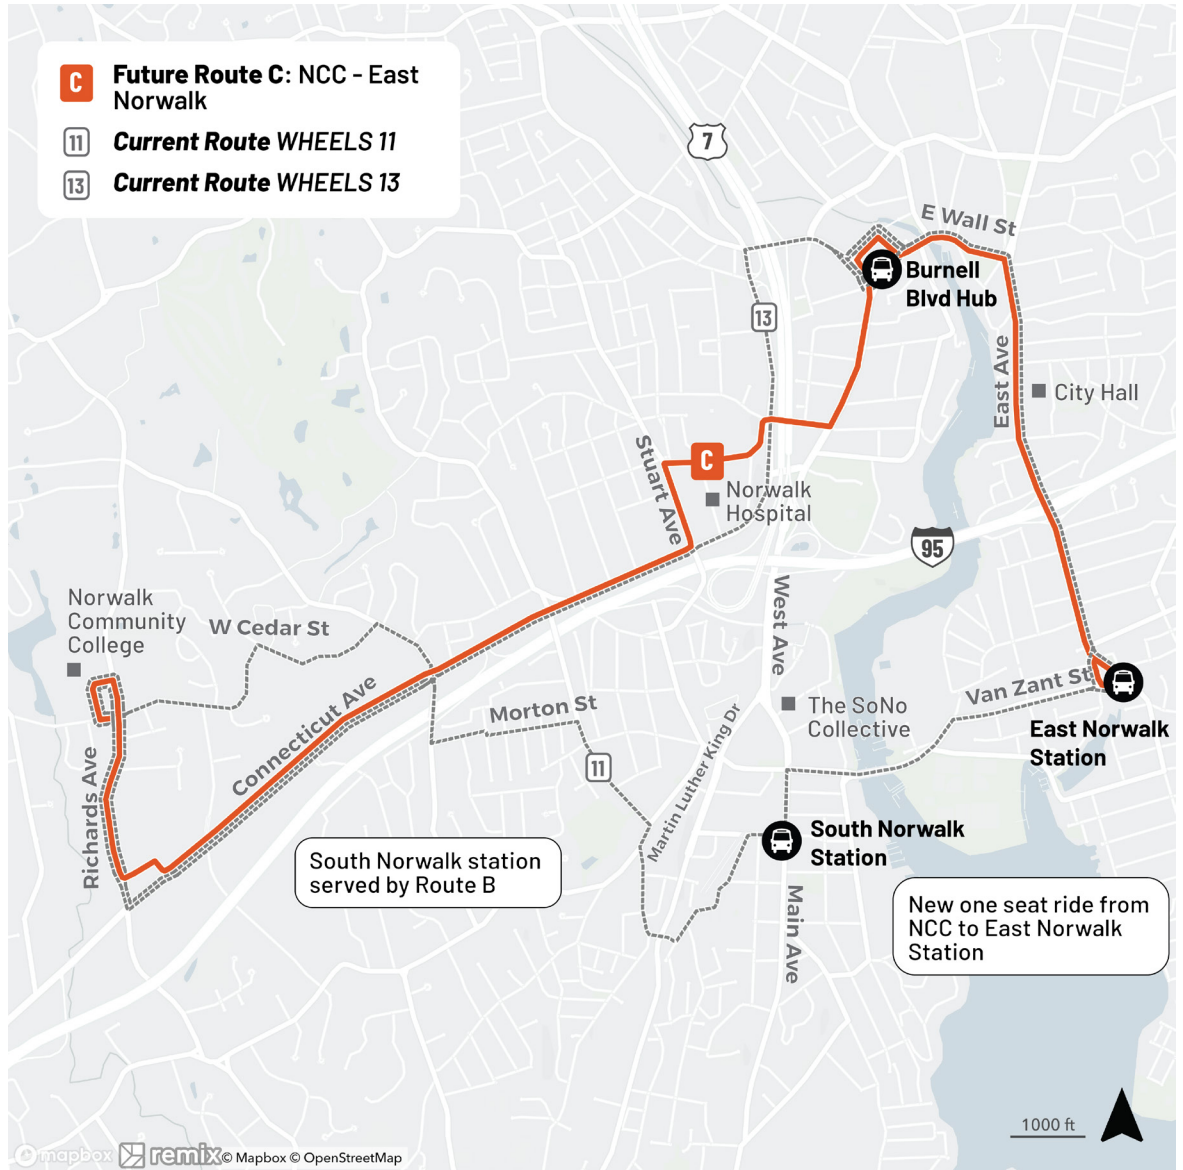 C
Future Route C: NCC - East
Norwalk
11
Current Route WHEELS 11
13
Current Route WHEELS 13
7
E Wall St
Burnell
Blvd Hub
13
East Ave
City Hall
Stuart Ave
C
Norwalk
Hospital
95
Norwalk
Community
College
W Cedar St
West Ave
Connecticut Ave
Morton St
The SoNo
Collective
Van Zant St
East Norwalk
Station
Richards Ave
11
Martin Luther King Dr
South Norwalk
Station
South Norwalk station
served by Route B
Main Ave
New one seat ride from
NCC to East Norwalk
Station
1000 ft
mapbox remix © Mapbox © OpenStreetMap